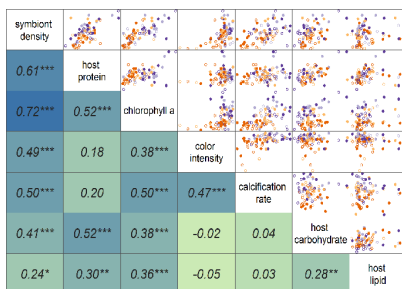 symbiont
density
0.61*** host
protein
0.72*** 0.52*** chlorophyll a
0.49*** 0.18 0.38*** color
intensity
0.50*** 0.20 0.50*** 0.47*** calcification
rate
0.41*** 0.52*** 0.38*** -0.02 0.04 host
carbohydrate
0.24* 0.30** 0.36*** -0.05 0.03 0.28** host
lipid